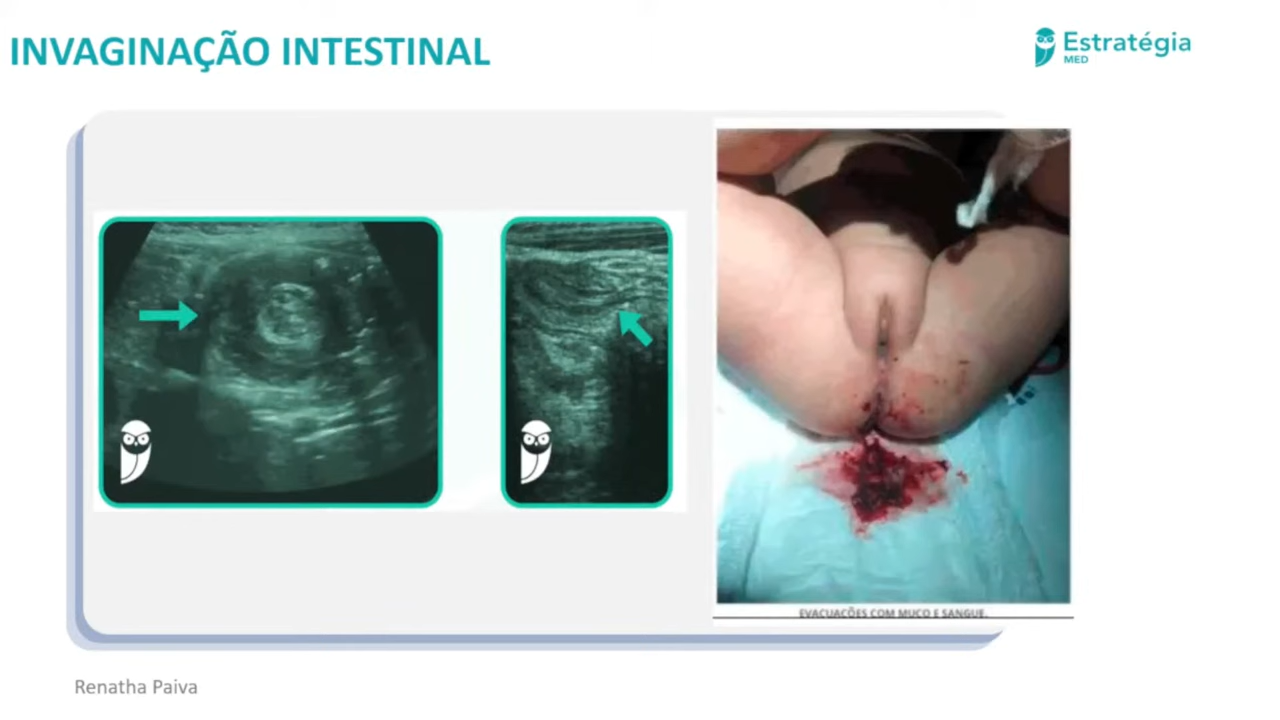 INVAGINAÇÃO INTESTINAL
Estratégia
MED
EVACUAÇÕES COM MUCO E SANGUE.
Renatha Paiva